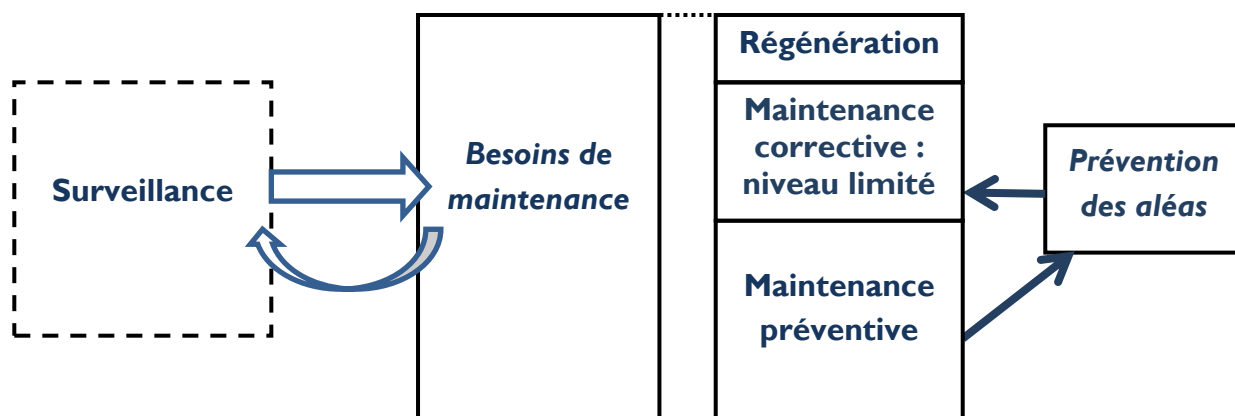 Surveillance
Besoins de
maintenance
Régénération
Maintenance
corrective :
niveau limité
Maintenance
préventive
Prévention
des aléas